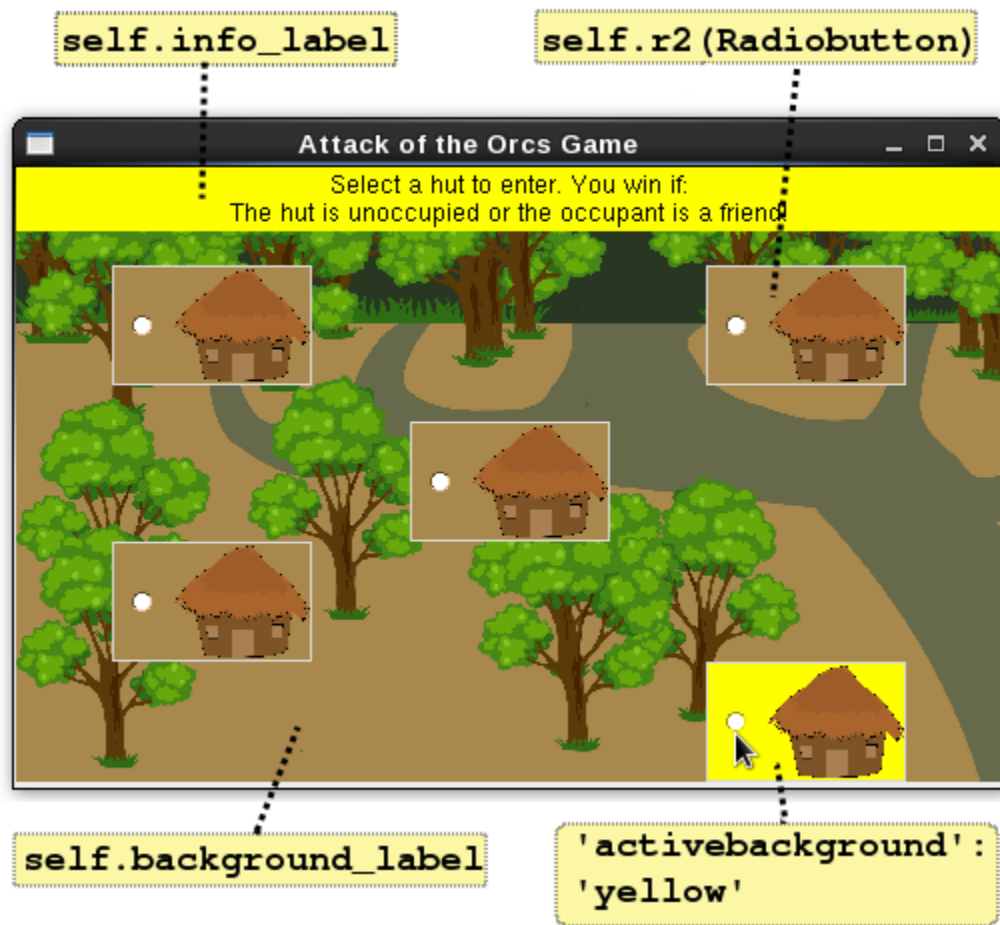 self.info_label
self.r2(Radiobutton)
Attack of the Orcs Game
Select a hut to enter. You win if:
The hut is unoccupied or the occupant is a friend!
self.background_label
'activebackground':
'yellow'